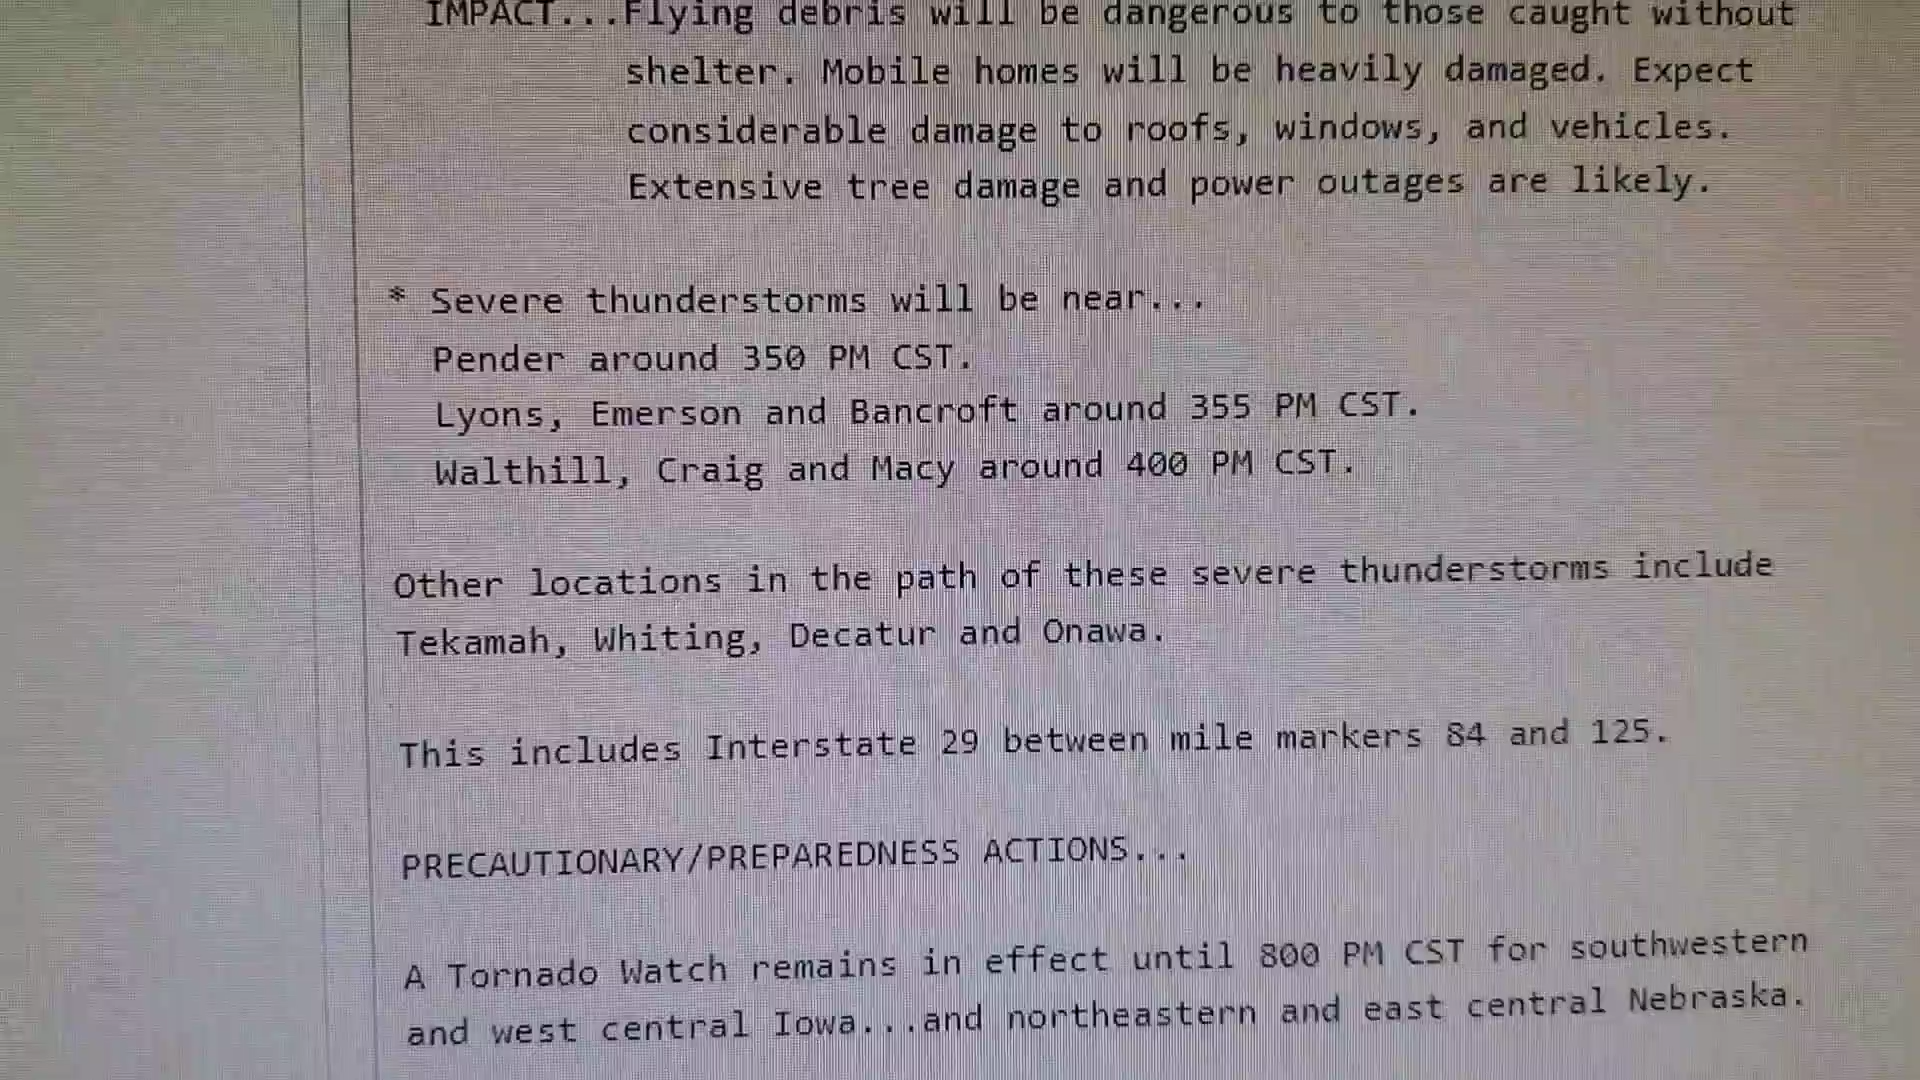 IMPACT...Flying debris will be dangerous to those caught without
shelter. Mobile homes will be heavily damaged. Expect
considerable damage to roofs, windows, and vehicles.
Extensive tree damage and power outages are likely.
* Severe thunderstorms will be near...
Pender around 350 PM CST.
Lyons, Emerson and Bancroft around 355 PM CST.
Walthill, Craig and Macy around 400 PM CST.
Other locations in the path of these severe thunderstorms include
Tekamah, Whiting, Decatur and Onawa.
This includes Interstate 29 between mile markers 84 and 125.
PRECAUTIONARY/PREPAREDNESS ACTIONS...
A Tornado Watch remains in effect until 800 PM CST for southwestern
and west central Iowa...and northeastern and east central Nebraska.